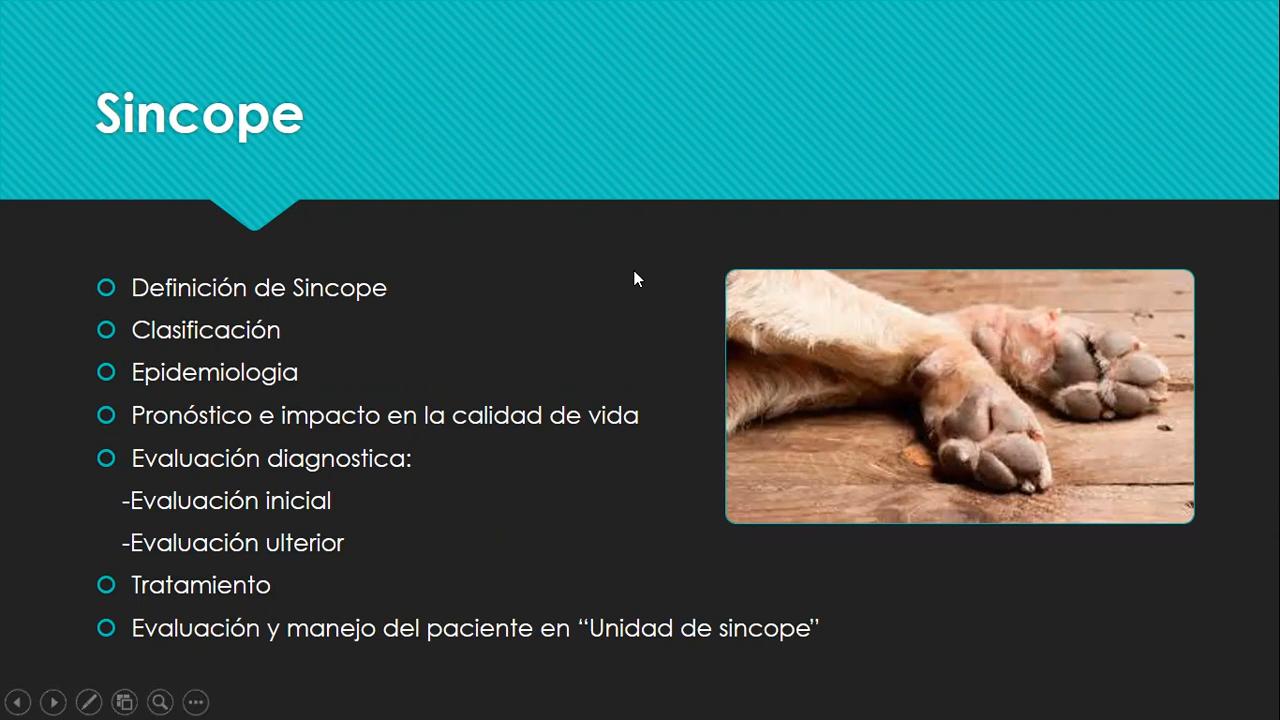 Sincope
Definición de Sincope
Clasificación
Epidemiologia
Pronóstico e impacto en la calidad de vida
Evaluación diagnostica:
-Evaluación inicial
-Evaluación ulterior
Tratamiento
Evaluación y manejo del paciente en “Unidad de sincope”